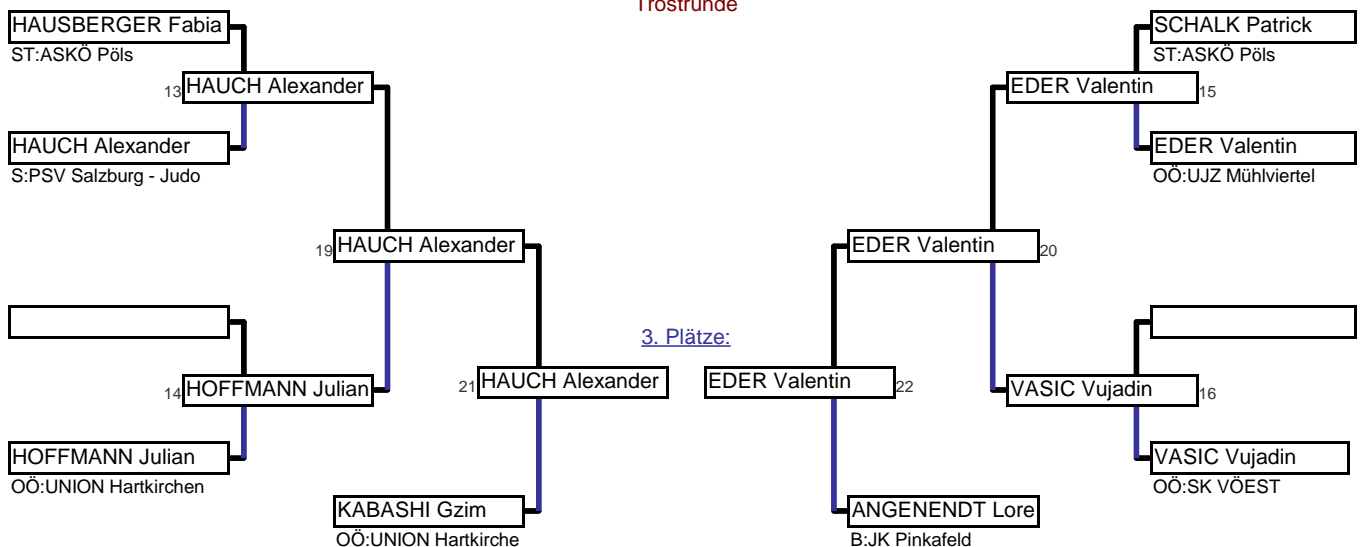 Trostrunde
HAUSBERGER Fabia
ST:ASKÖ Pöls
13
HAUCH Alexander
HAUCH Alexander
S:PSV Salzburg - Judo
19
HAUCH Alexander
14
HOFFMANN Julian
HOFFMANN Julian
OÖ:UNION Hartkirchen
3. Plätze:
21
HAUCH Alexander
KABASHI Gzim
OÖ:UNION Hartkirche
SCHALK Patrick
ST:ASKÖ Pöls
EDER Valentin
15
EDER Valentin
OÖ:UJZ Mühlviertel
EDER Valentin
20
EDER Valentin
22
VASIC Vujadin
16
VASIC Vujadin
OÖ:SK VÖEST
ANGENENDT Lore
B:JK Pinkafeld